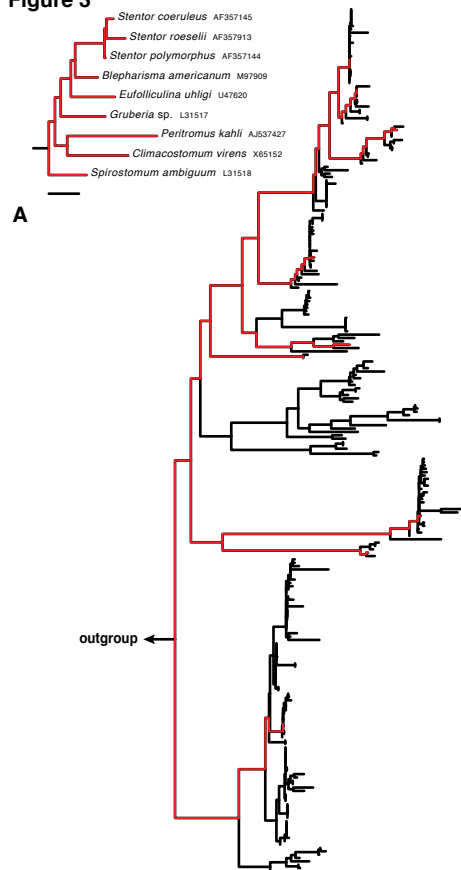 Figure 3
Stentor coeruleus AF357145
Stentor roeselii AF357913
Stentor polymorphus AF357144
Blepharisma americanum M97909
Eufolliculina uhligi U47620
Gruberia sp. L31517
Peritromus kahli AJ537427
Climacostomum virens X65152
Spirostomum ambiguum L31518
A
outgroup